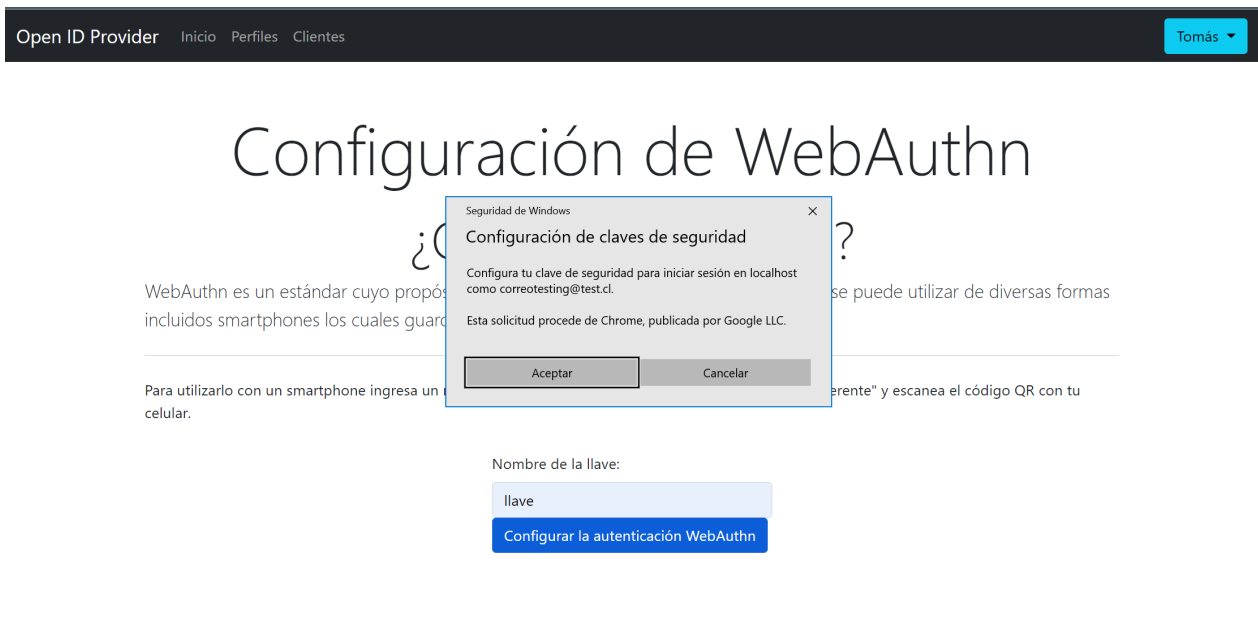 Open ID Provider Inicio Perfiles Clientes Tomás
Configuración de WebAuthn
¿ ?
Seguridad de Windows
Configuración de claves de seguridad
Configura tu clave de seguridad para iniciar sesión en localhost
como correotesting@test.cl.
Esta solicitud procede de Chrome, publicada por Google LLC.
Aceptar Cancelar
WebAuthn es un estándar cuyo se puede utilizar de diversas formas
incluidos smartphones los cuales
Para utilizarlo con un smartphone ingresa un y escanea el código QR con tu
celular.
Nombre de la llave:
llave
Configurar la autenticación WebAuthn